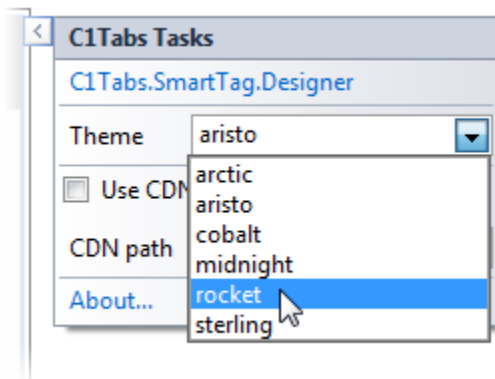 C1Tabs Tasks
C1Tabs.SmartTag.Designer
Theme aristo
arctic
Use CDN
aristo
cobalt
CDN path
midnight
About...
rocket
sterling